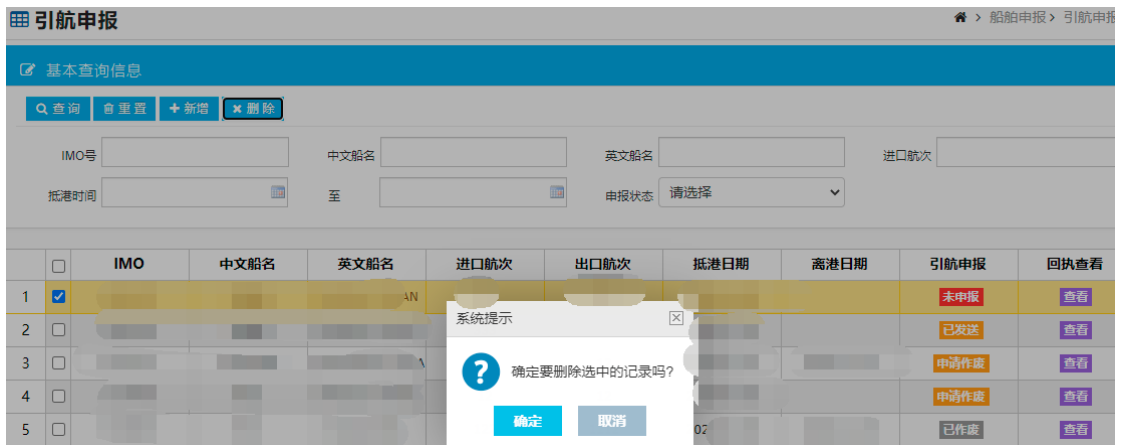 引航申报
船舶申报 > 引航申报
基本查询信息
查询 重置 新增 删除
IMO号 中文船名 英文船名 进口航次
抵港时间 至 申报状态 请选择
IMO 中文船名 英文船名 进口航次 出口航次 抵港日期 离港日期 引航申报 回执查看
1 AN 未申报 查看
系统提示
2 已发送 查看
3 申请作废 查看
确定要删除选中的记录吗?
4 申请作废 查看
确定 取消
5 02 已作废 查看